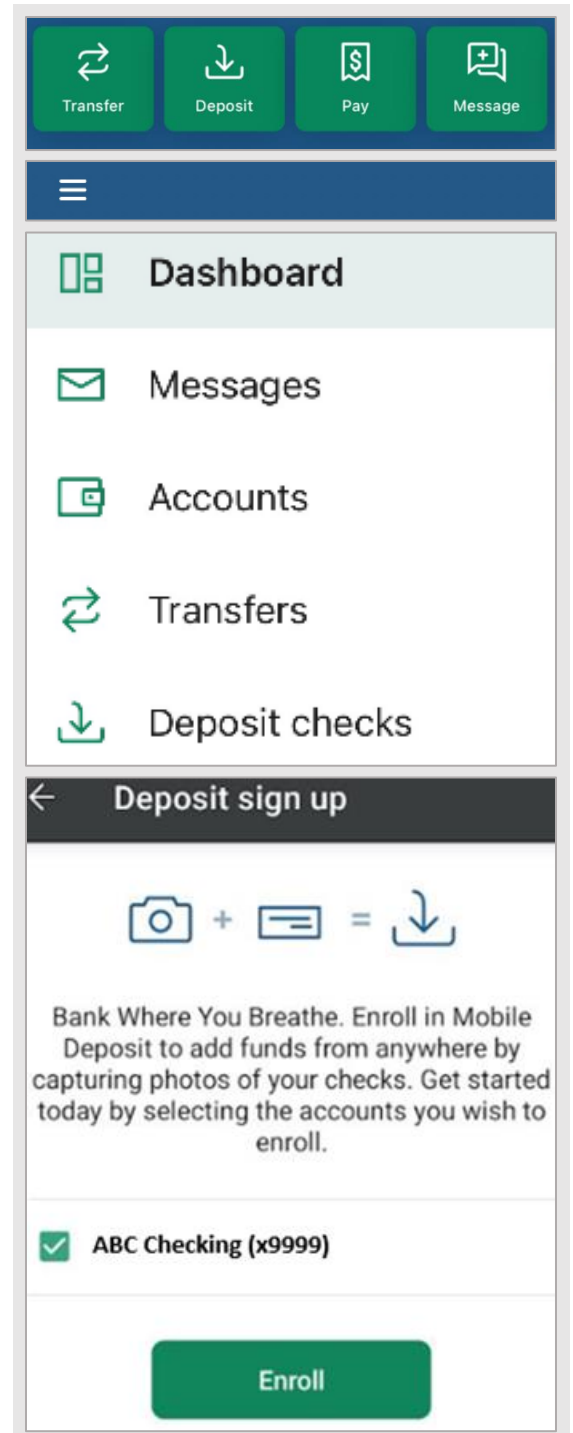 Transfer Deposit Pay Message
Dashboard
Messages
Accounts
Transfers
Deposit checks
Deposit sign up
Bank Where You Breathe. Enroll in Mobile
Deposit to add funds from anywhere by
capturing photos of your checks. Get started
today by selecting the accounts you wish to
enroll.
ABC Checking (x9999)
Enroll